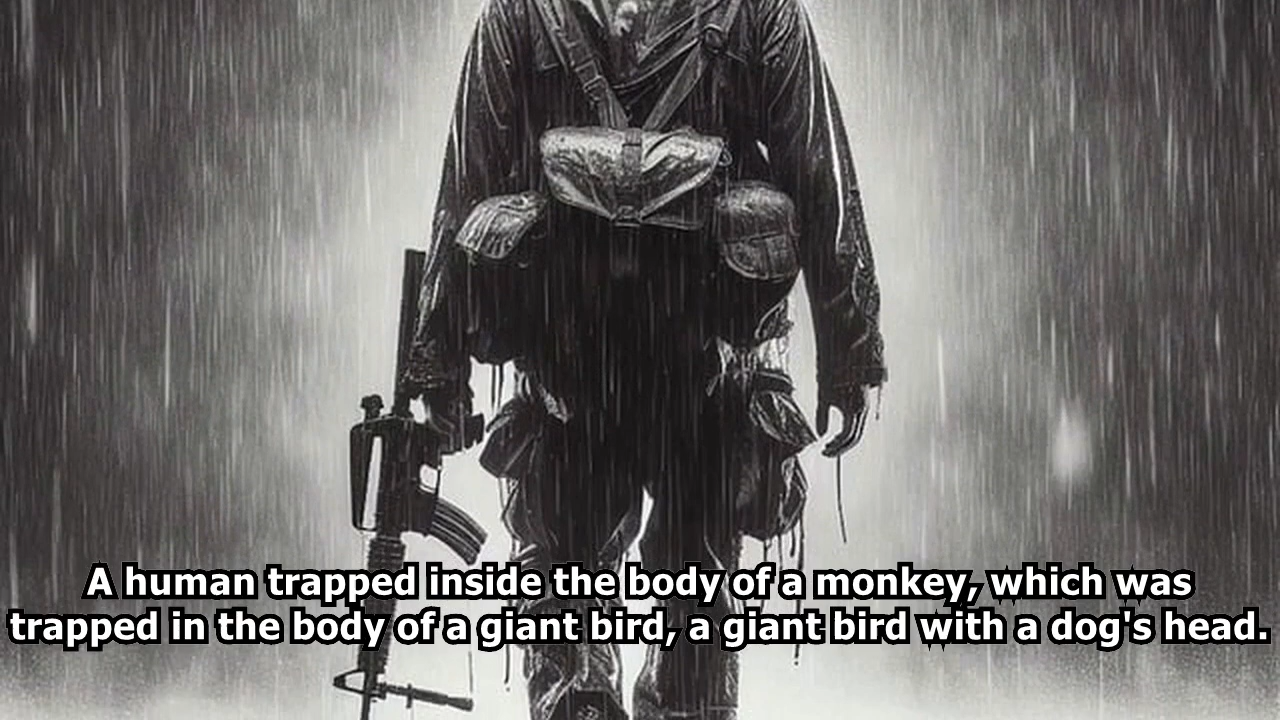 A human trapped inside the body of a monkey, which was
trapped in the body of a giant bird, a giant bird with a dog's head.